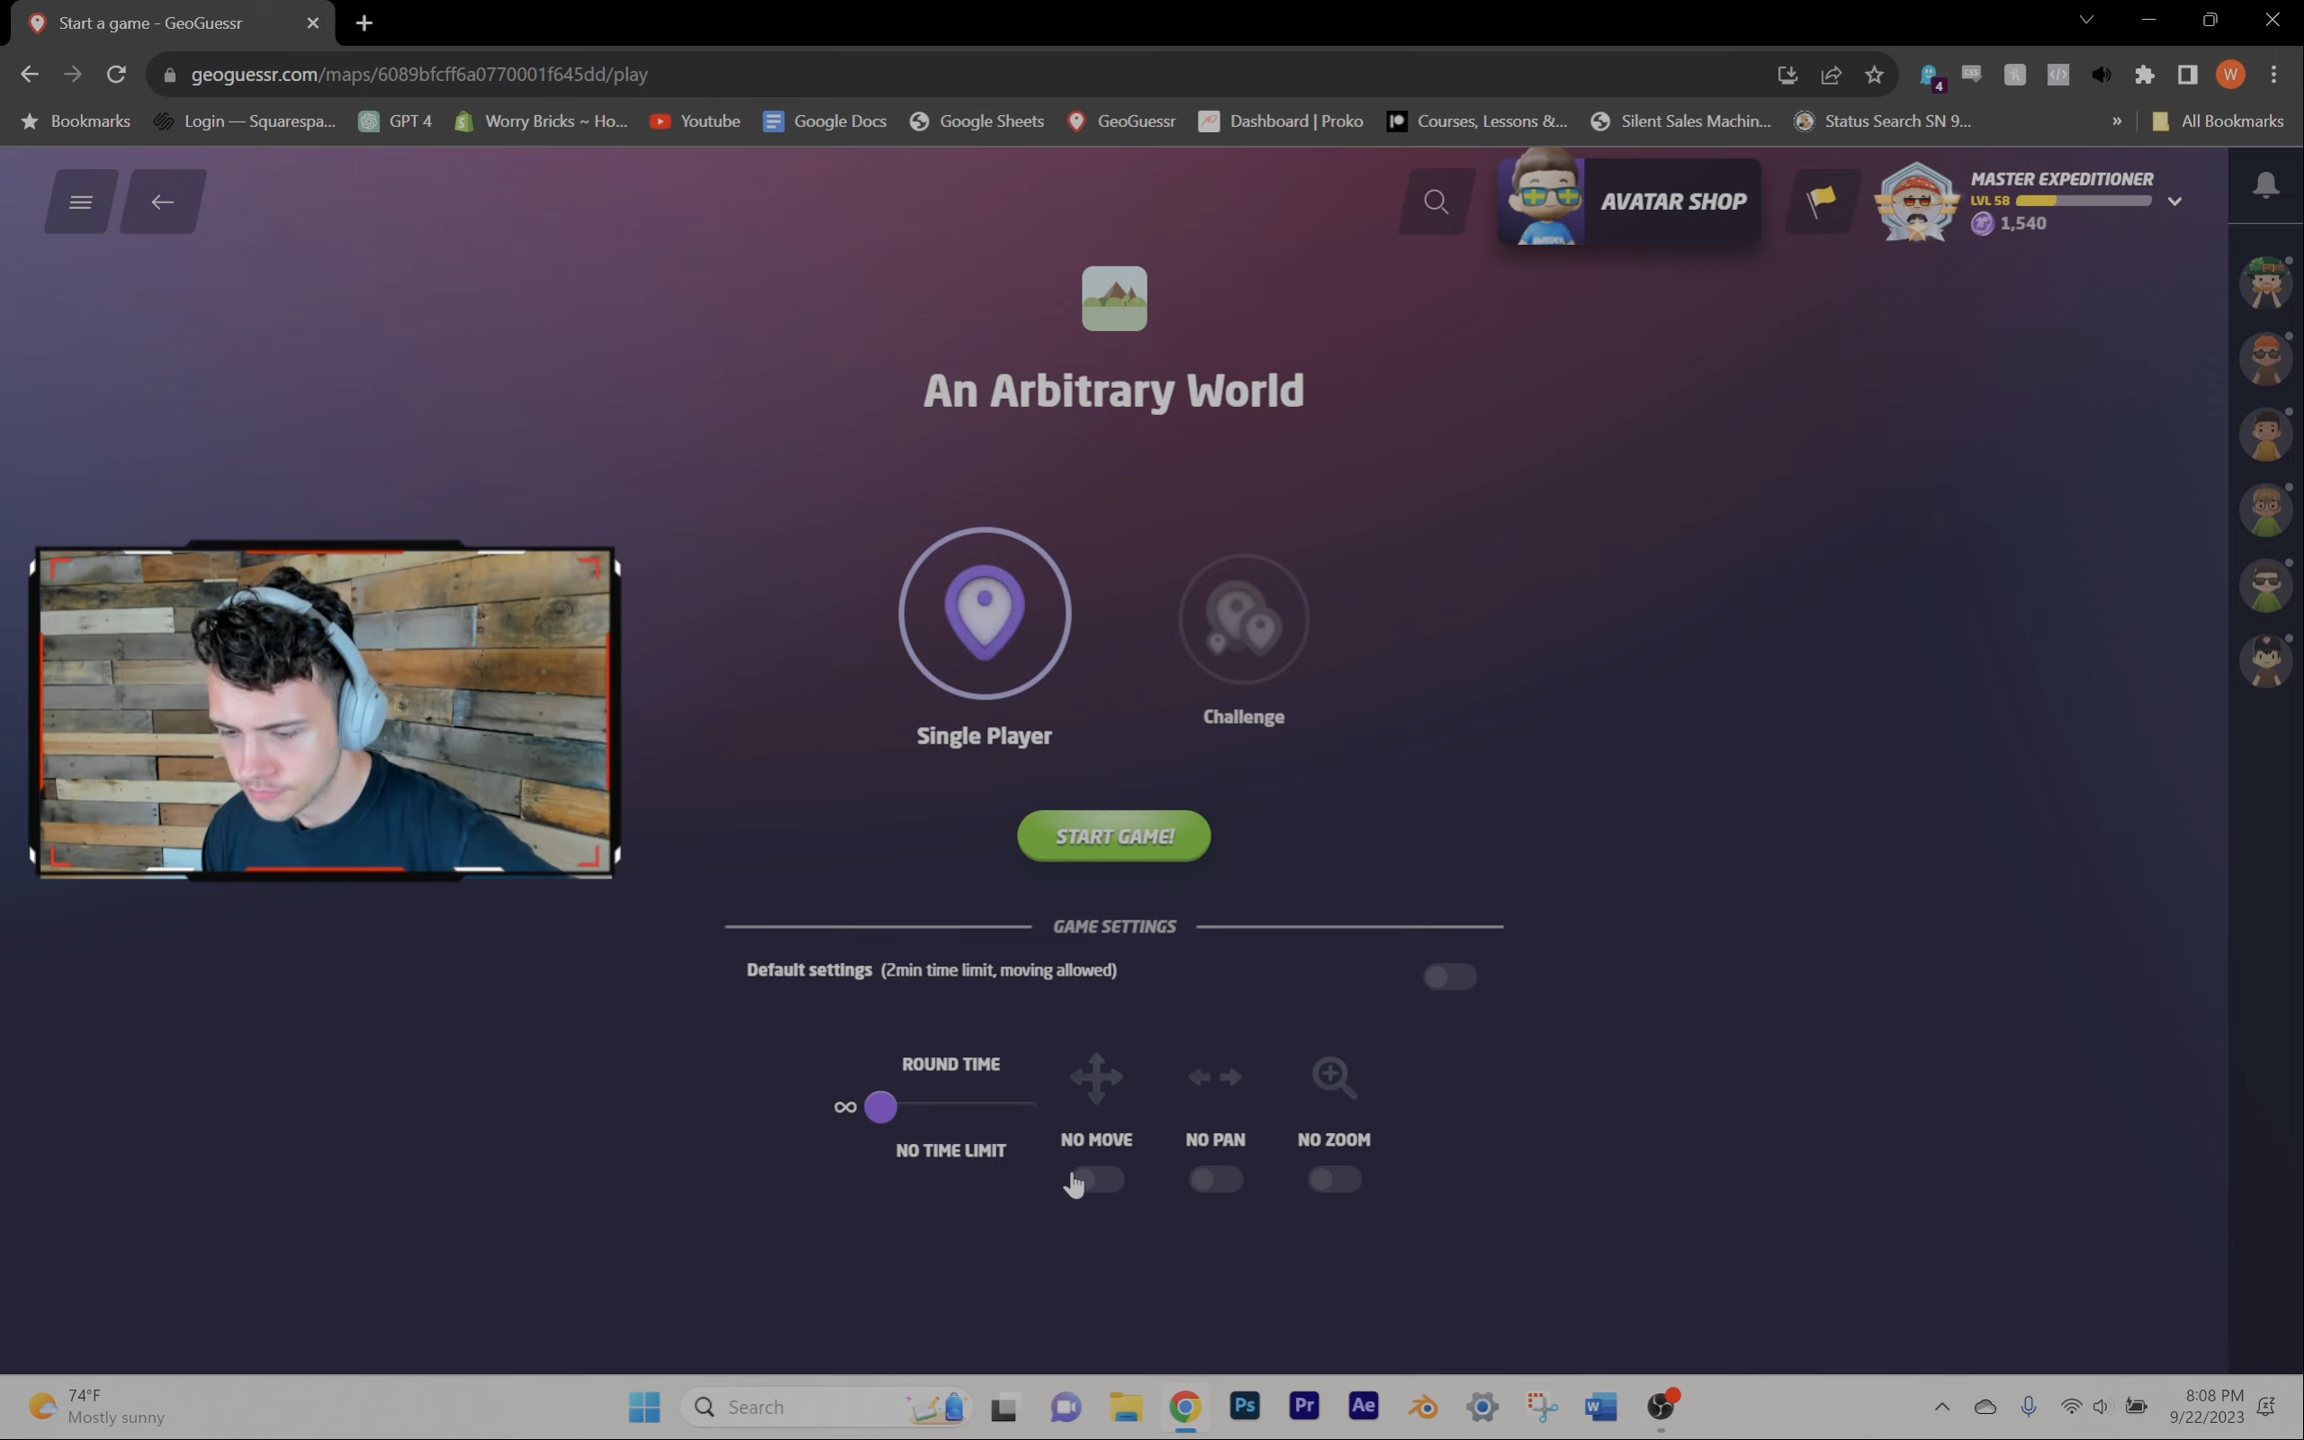 Start a game - GeoGuessr
geoguessr.com/maps/6089bfcff6a0770001f645dd/play
4
W
Bookmarks
Login — Squarespa...
GPT 4
Worry Bricks ~ Ho...
Youtube
Google Docs
Google Sheets
GeoGuessr
Dashboard | Proko
Courses, Lessons &...
Silent Sales Machin...
Status Search SN 9...
»
All Bookmarks
AVATAR SHOP
MASTER EXPEDITIONER
LVL 58
1,540
An Arbitrary World
Single Player
Challenge
START GAME!
GAME SETTINGS
Default settings (2min time limit, moving allowed)
ROUND TIME
∞
NO TIME LIMIT
NO MOVE
NO PAN
NO ZOOM
74°F
Mostly sunny
Search
Ps
Pr
Ae
W
8:08 PM
9/22/2023